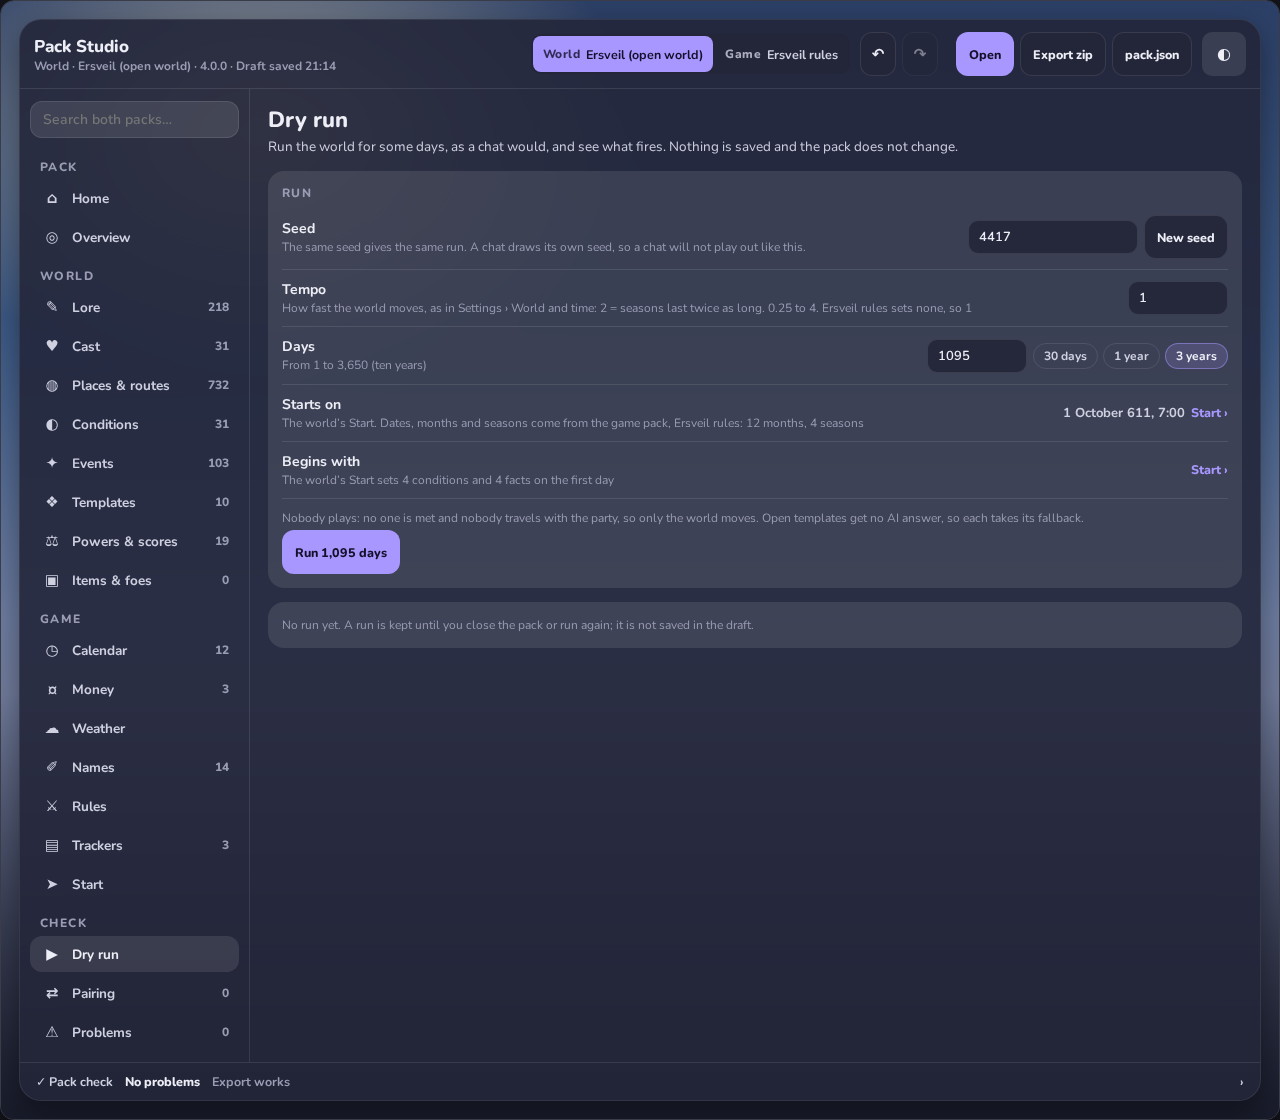 Pack Studio
World · Ersveil (open world) · 4.0.0 · Draft saved 21:14
World Ersveil (open world)
Game Ersveil rules
↶
↷
Open
Export zip
pack.json
◐
Search both packs…
PACK
⌂ Home
◎ Overview
WORLD
✎ Lore 218
♥ Cast 31
◍ Places & routes 732
◐ Conditions 31
✦ Events 103
❖ Templates 10
⚖ Powers & scores 19
▣ Items & foes 0
GAME
◷ Calendar 12
¤ Money 3
☁ Weather
✐ Names 14
⚔ Rules
▤ Trackers 3
➤ Start
CHECK
▶ Dry run
⇄ Pairing 0
⚠ Problems 0
Dry run
Run the world for some days, as a chat would, and see what fires. Nothing is saved and the pack does not change.
RUN
Seed
The same seed gives the same run. A chat draws its own seed, so a chat will not play out like this.
4417
New seed
Tempo
How fast the world moves, as in Settings › World and time: 2 = seasons last twice as long. 0.25 to 4. Ersveil rules sets none, so 1
1
Days
From 1 to 3,650 (ten years)
1095
30 days
1 year
3 years
Starts on
The world's Start. Dates, months and seasons come from the game pack, Ersveil rules: 12 months, 4 seasons
1 October 611, 7:00 Start ›
Begins with
The world's Start sets 4 conditions and 4 facts on the first day
Start ›
Nobody plays: no one is met and nobody travels with the party, so only the world moves. Open templates get no AI answer, so each takes its fallback.
Run 1,095 days
No run yet. A run is kept until you close the pack or run again; it is not saved in the draft.
✓ Pack check No problems Export works ›